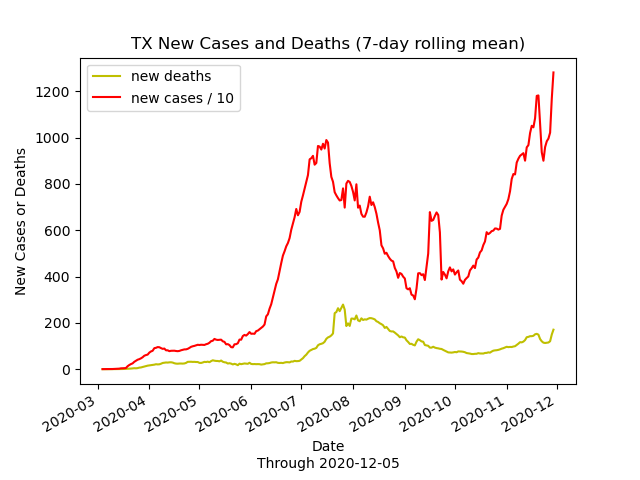 TX New Cases and Deaths (7-day rolling mean)
new deaths
new cases / 10
1200
1000
800
600
400
200
0
New Cases or Deaths
2020-03
2020-04
2020-05
2020-06
2020-07
2020-08
2020-09
2020-10
2020-11
2020-12
Date
Through 2020-12-05